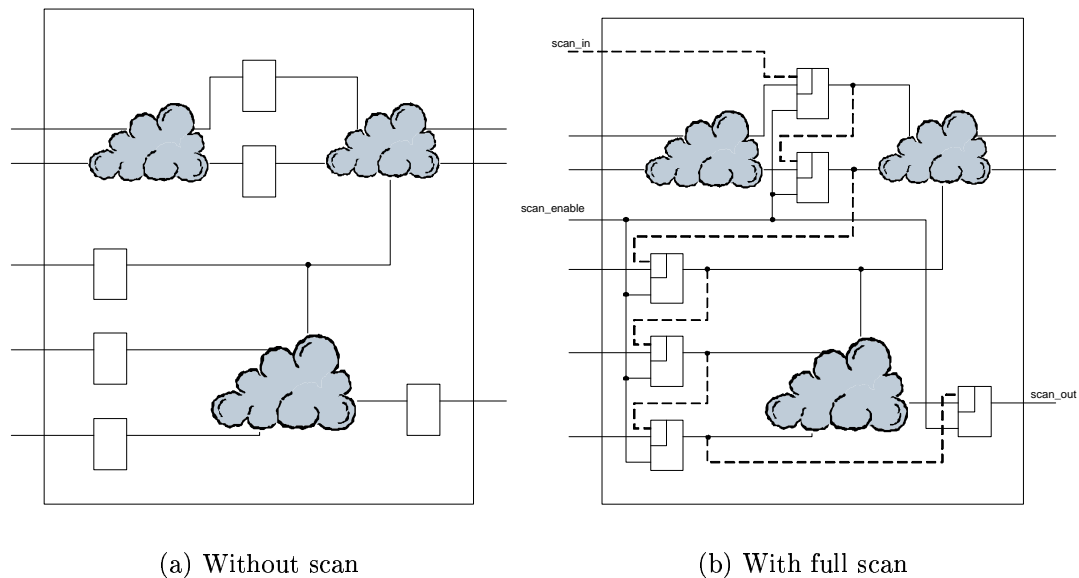 scan_in
scan_enable
scan_out
(a) Without scan
(b) With full scan